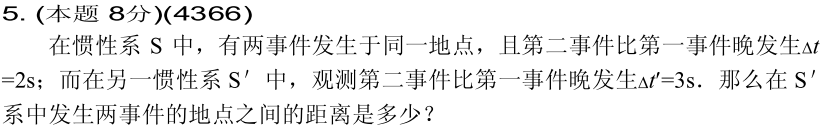 5. (本题 8分)(4366)
在惯性系 S 中，有两事件发生于同一地点，且第二事件比第一事件晚发生Δt
=2s；而在另一惯性系 S′ 中，观测第二事件比第一事件晚发生Δt′=3s．那么在 S′
系中发生两事件的地点之间的距离是多少？